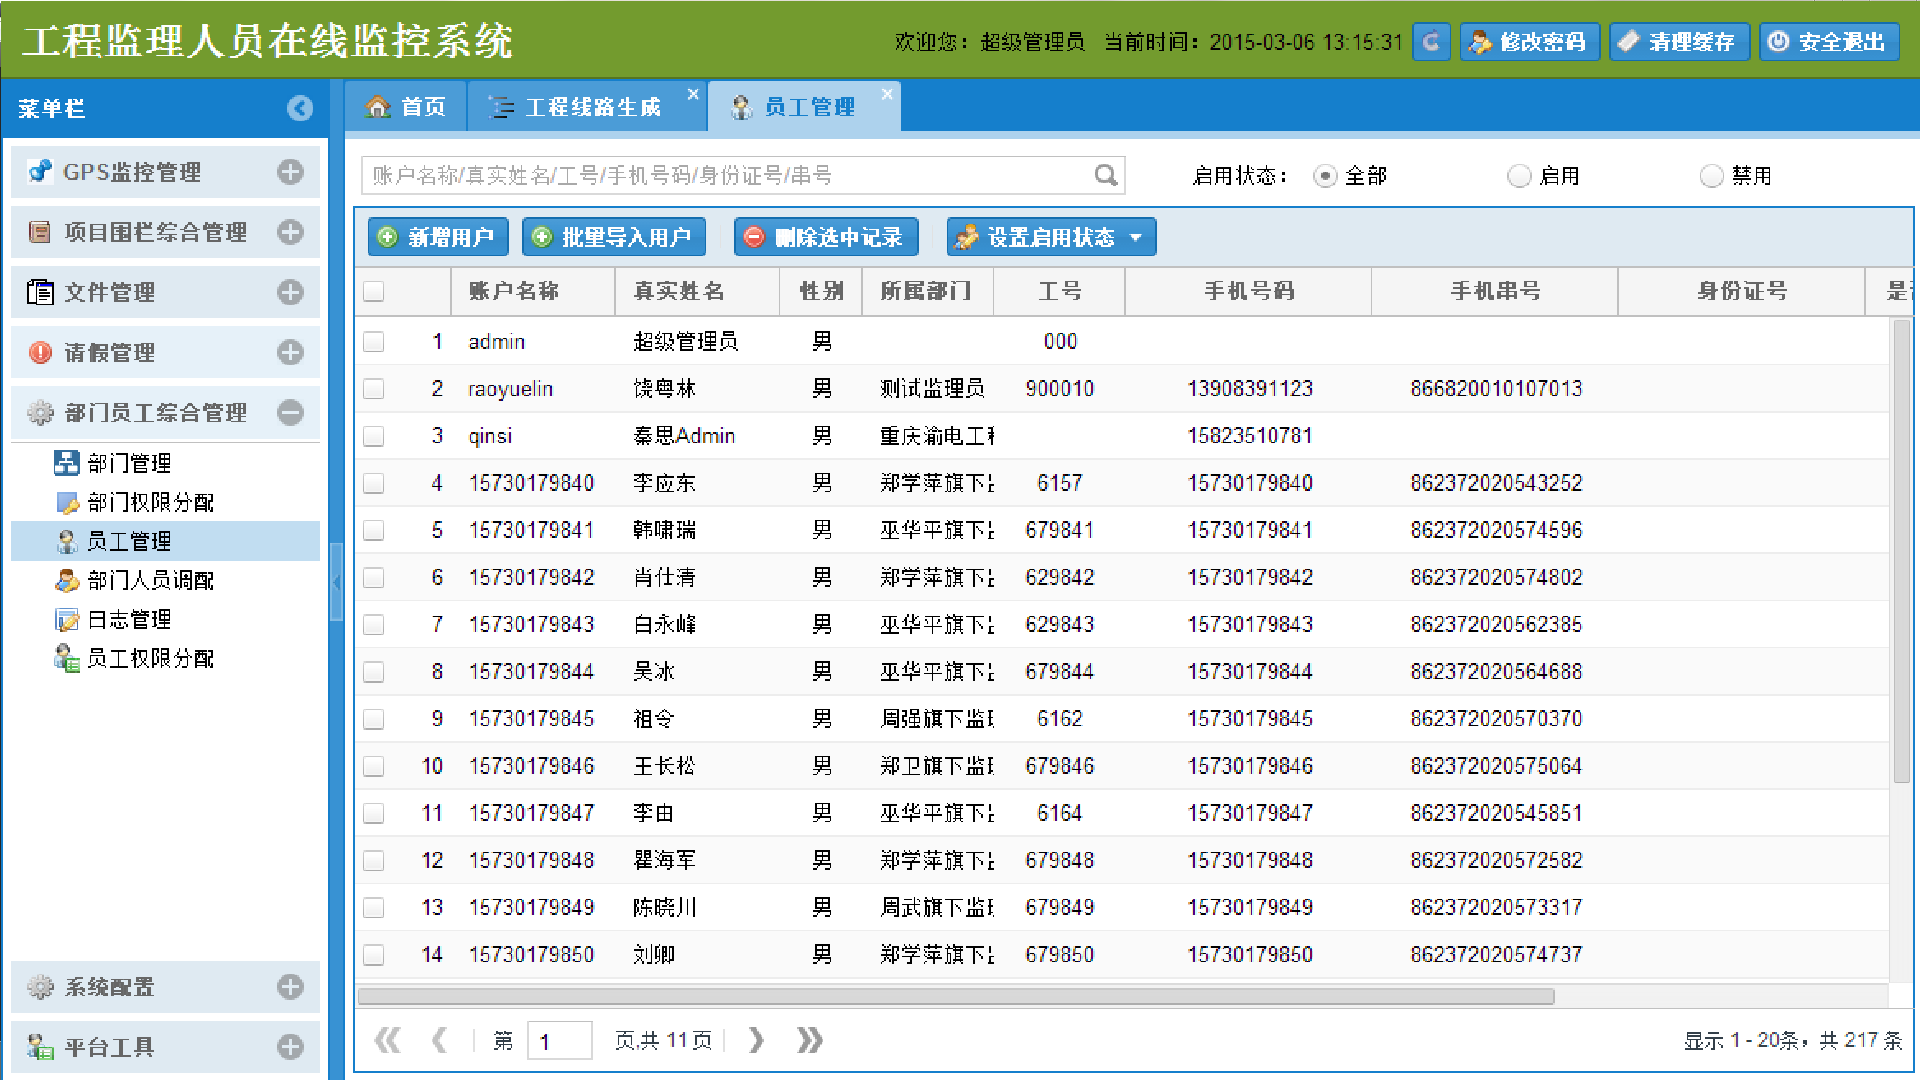 工程监理人员在线监控系统
欢迎您：超级管理员 当前时间：2015-03-06 13:15:31 修改密码 清理缓存 安全退出
菜单栏
首页 工程线路生成 员工管理
GPS监控管理
项目围栏综合管理
文件管理
请假管理
部门员工综合管理
部门管理
部门权限分配
员工管理
部门人员调配
日志管理
员工权限分配
系统配置
平台工具
账户名称/真实姓名/工号/手机号码/身份证号/串号
启用状态： 全部 启用 禁用
新增用户 批量导入用户 删除选中记录 设置启用状态
账户名称 真实姓名 性别 所属部门 工号 手机号码 手机串号 身份证号 是
1 admin 超级管理员 男 000
2 raoyuelin 饶粤林 男 测试监理员 900010 13908391123 866820010107013
3 qinsi 秦思Admin 男 重庆渝电工 15823510781
4 15730179840 李应东 男 郑学萍旗下 6157 15730179840 862372020543252
5 15730179841 韩啸瑞 男 巫华平旗下 679841 15730179841 862372020574596
6 15730179842 肖仕清 男 郑学萍旗下 629842 15730179842 862372020574802
7 15730179843 白永峰 男 巫华平旗下 629843 15730179843 862372020562385
8 15730179844 吴冰 男 巫华平旗下 679844 15730179844 862372020564688
9 15730179845 祖令 男 周强旗下监 6162 15730179845 862372020570370
10 15730179846 王长松 男 郑卫旗下监 679846 15730179846 862372020575064
11 15730179847 李由 男 巫华平旗下 6164 15730179847 862372020545851
12 15730179848 瞿海军 男 郑学萍旗下 679848 15730179848 862372020572582
13 15730179849 陈晓川 男 周武旗下监 679849 15730179849 862372020573317
14 15730179850 刘卿 男 郑学萍旗下 679850 15730179850 862372020574737
第 1 页,共 11 页
显示 1 - 20条，共 217 条